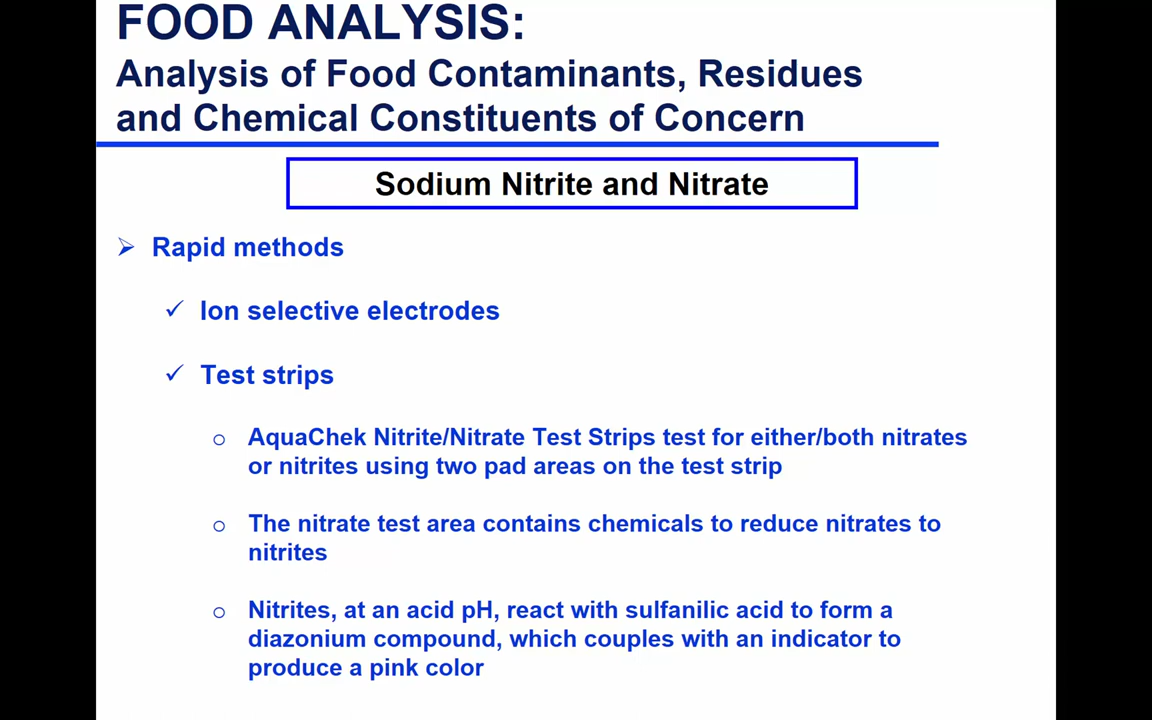 FOOD ANALYSIS:
Analysis of Food Contaminants, Residues
and Chemical Constituents of Concern
Sodium Nitrite and Nitrate
Rapid methods
Ion selective electrodes
Test strips
AquaChek Nitrite/Nitrate Test Strips test for either/both nitrates
or nitrites using two pad areas on the test strip
The nitrate test area contains chemicals to reduce nitrates to
nitrites
Nitrites, at an acid pH, react with sulfanilic acid to form a
diazonium compound, which couples with an indicator to
produce a pink color